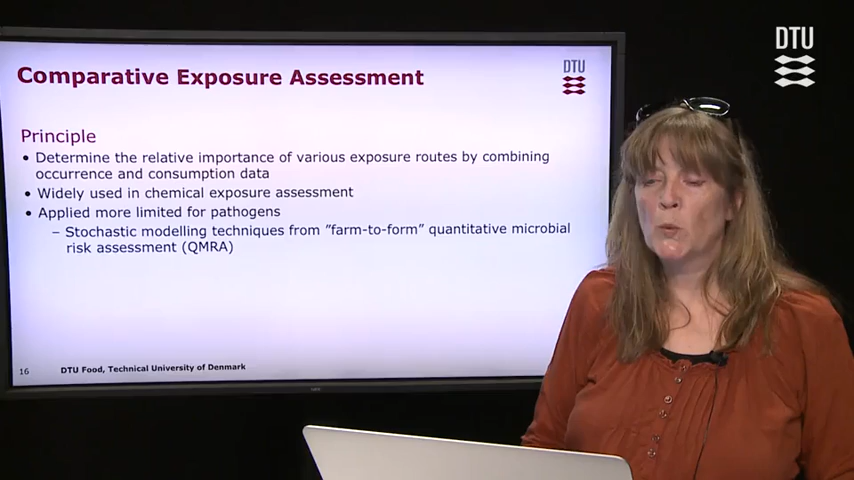 DTU
Comparative Exposure Assessment
DTU
Principle
• Determine the relative importance of various exposure routes by combining
occurrence and consumption data
• Widely used in chemical exposure assessment
• Applied more limited for pathogens
– Stochastic modelling techniques from ”farm-to-form” quantitative microbial
risk assessment (QMRA)
16 DTU Food, Technical University of Denmark